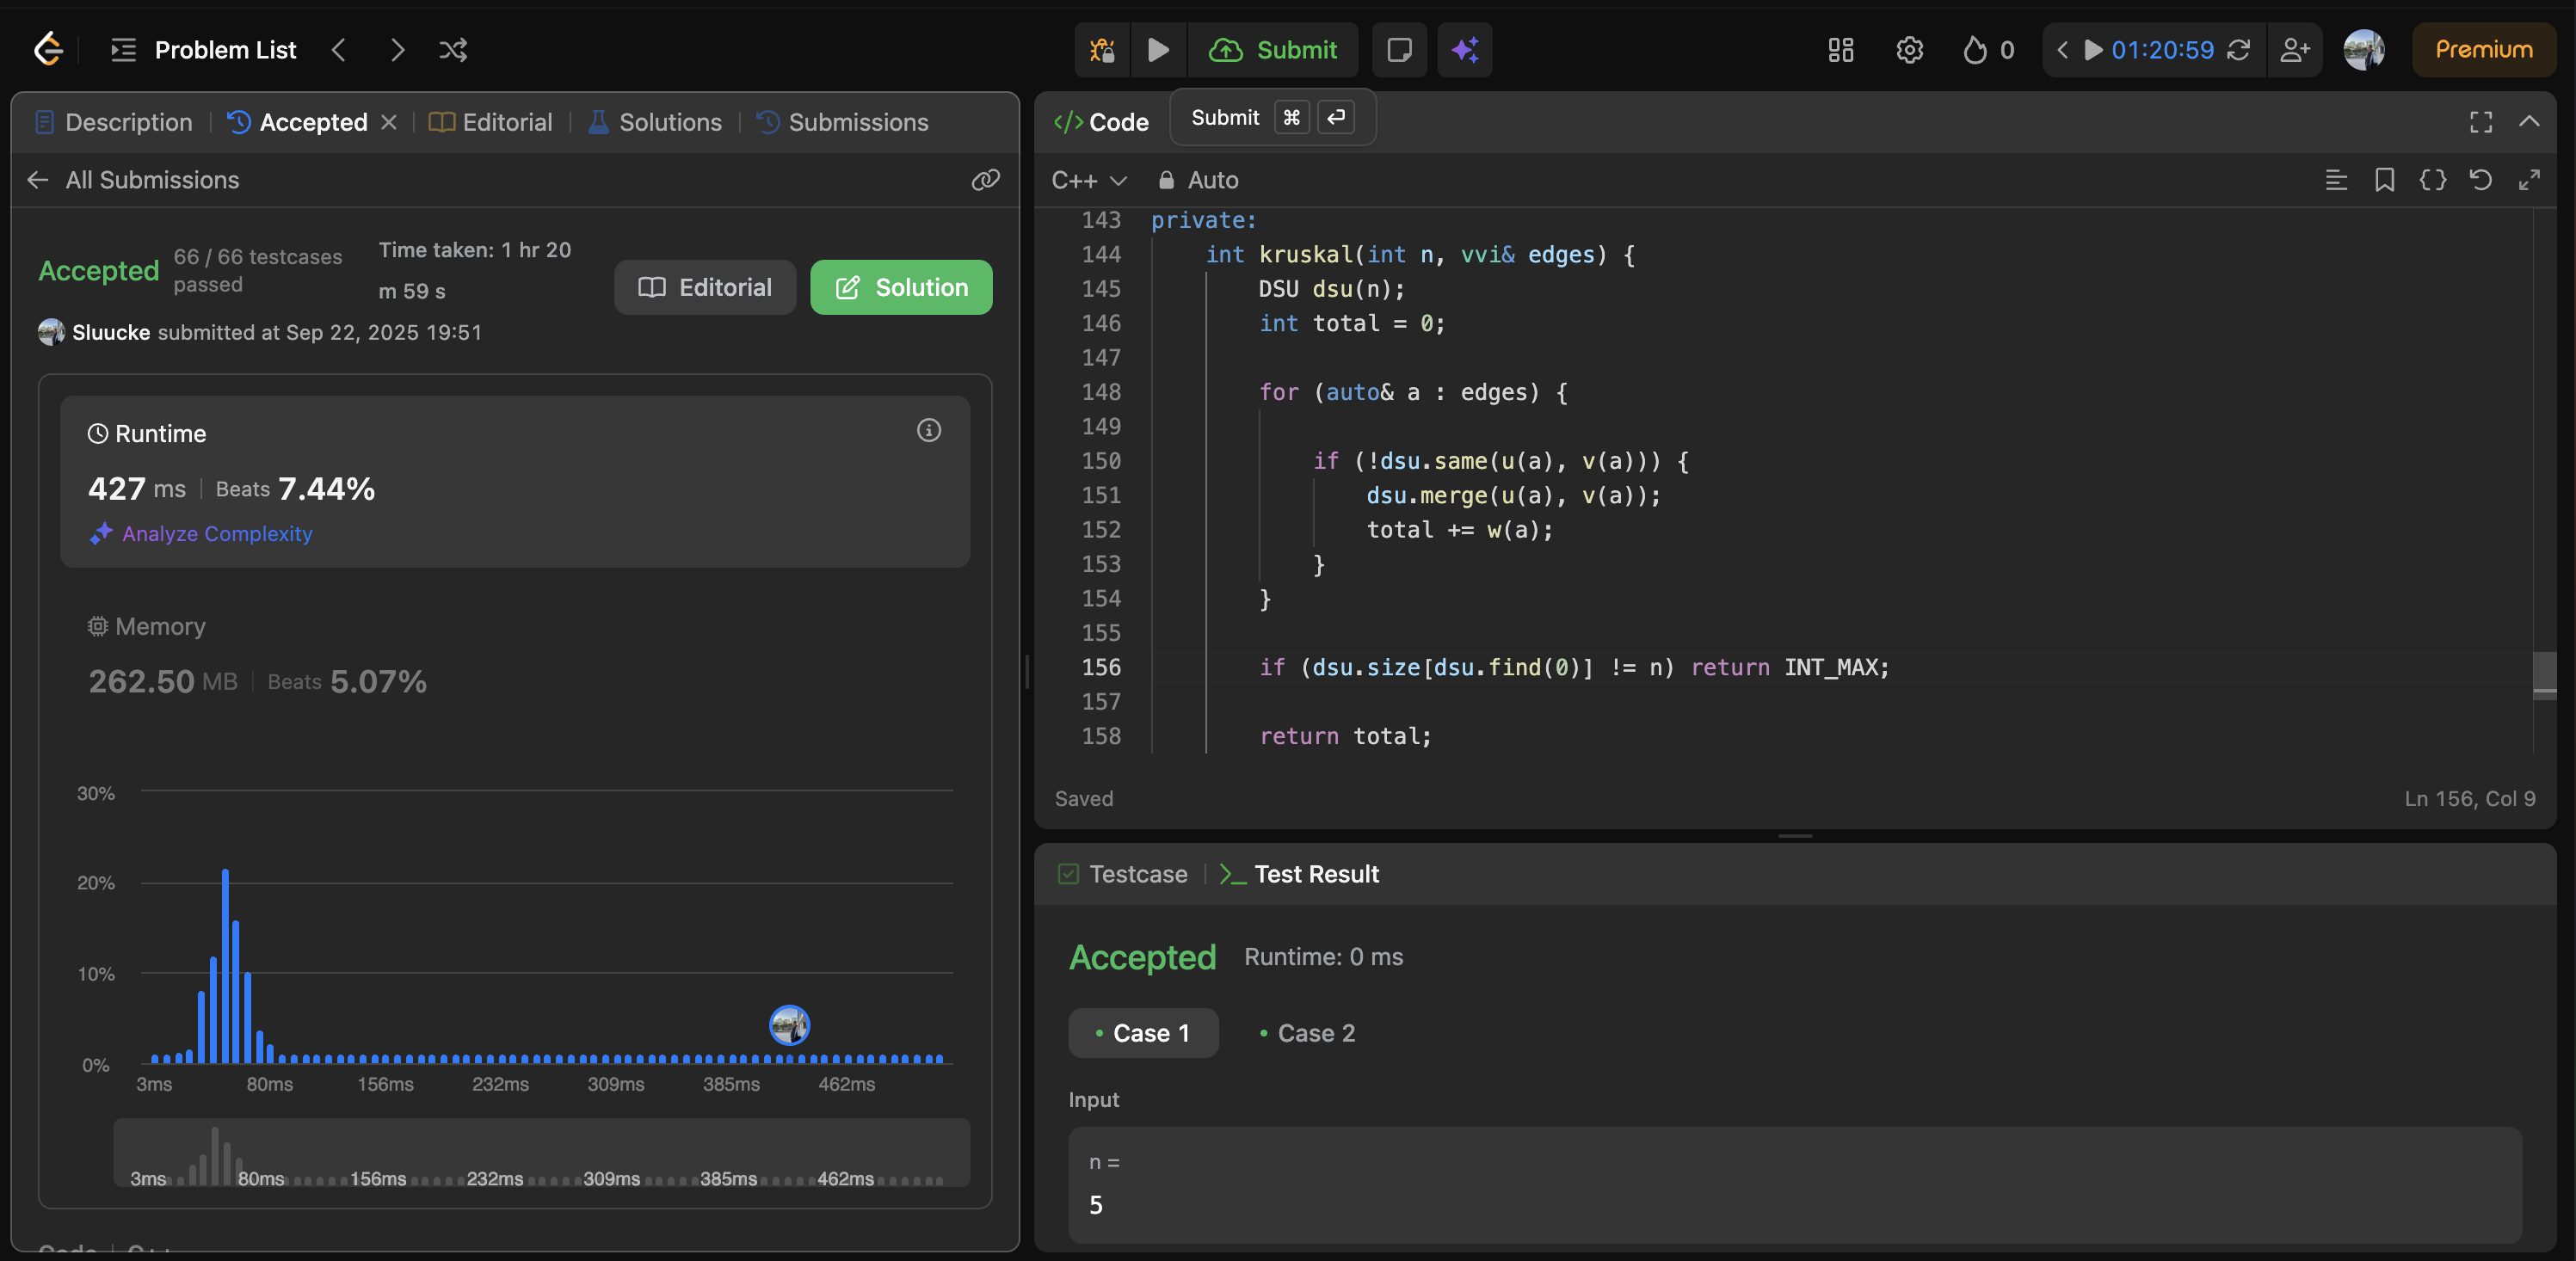 Problem List
Submit
0
01:20:59
Premium
Description
Accepted
Editorial
Solutions
Submissions
All Submissions
Accepted
66 / 66 testcases
passed
Time taken: 1 hr 20
m 59 s
Editorial
Solution
Sluucke submitted at Sep 22, 2025 19:51
Runtime
427 ms
Beats 7.44%
Analyze Complexity
Memory
262.50 MB
Beats 5.07%
30%
20%
10%
0%
3ms 80ms 156ms 232ms 309ms 385ms 462ms
3ms 80ms 156ms 232ms 309ms 385ms 462ms
Code C++
</> Code
Submit ⌘ ↵
C++
Auto
143 private:
144 int kruskal(int n, vvi& edges) {
145 DSU dsu(n);
146 int total = 0;
147
148 for (auto& a : edges) {
149
150 if (!dsu.same(u(a), v(a))) {
151 dsu.merge(u(a), v(a));
152 total += w(a);
153 }
154 }
155
156 if (dsu.size[dsu.find(0)] != n) return INT_MAX;
157
158 return total;
Saved
Ln 156, Col 9
Testcase
Test Result
Accepted
Runtime: 0 ms
Case 1
Case 2
Input
n =
5